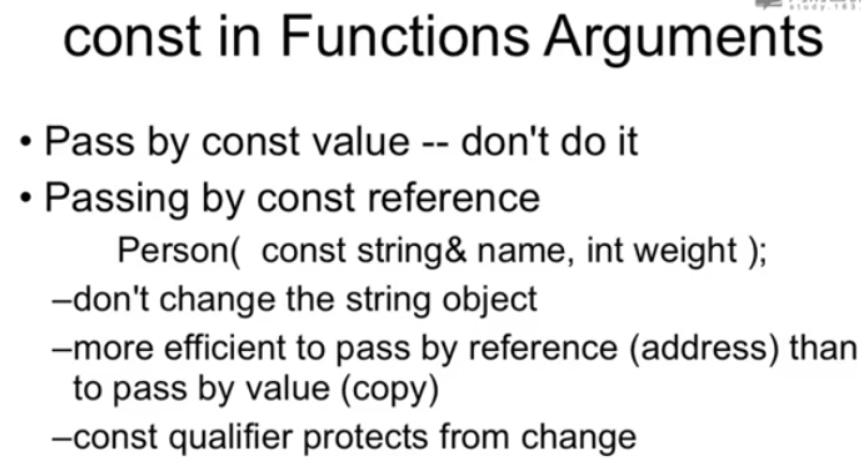 const in Functions Arguments
• Pass by const value -- don't do it
• Passing by const reference
Person( const string& name, int weight );
–don't change the string object
–more efficient to pass by reference (address) than
to pass by value (copy)
–const qualifier protects from change